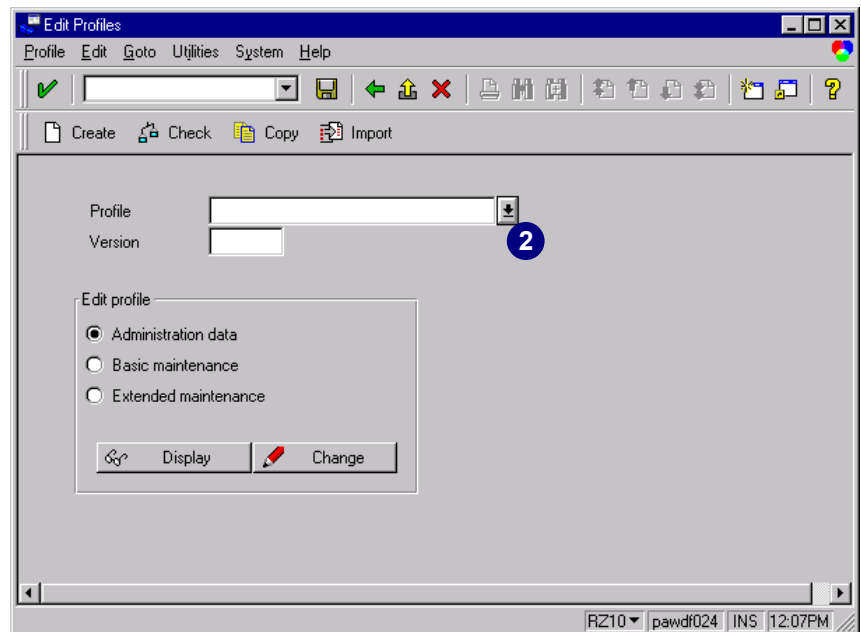 Edit Profiles
Profile Edit Goto Utilities System Help
Create Check Copy Import
Profile
2
Version
Edit profile
Administration data
Basic maintenance
Extended maintenance
Display Change
RZ10 pawdf024 INS 12:07PM